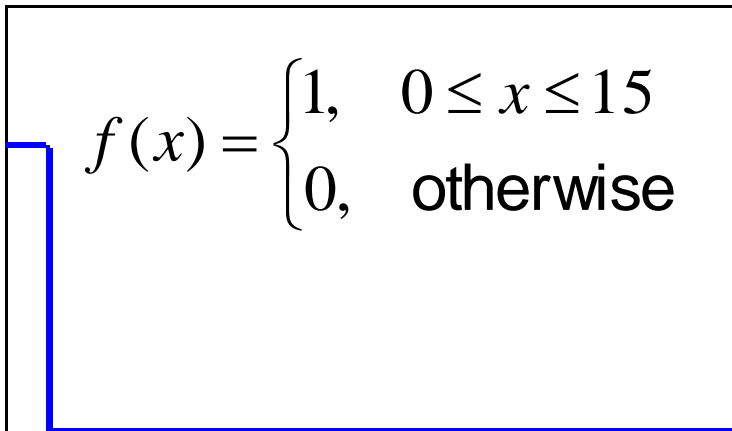 f(x) = { 1, 0 ≤ x ≤ 15
0, otherwise